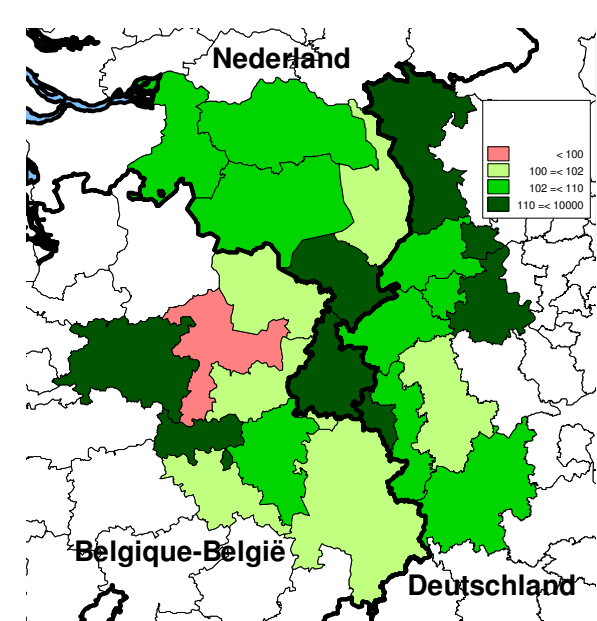 Nederland
< 100
100 =< 102
102 =< 110
110 =< 10000
Belgique-België
Deutschland